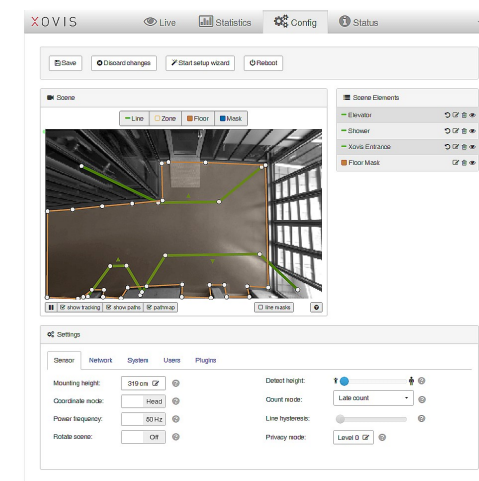 XOVIS Live Statistics Config Status
Save Discard changes Start setup wizard Reboot
Scene
Line Zone Floor Mask
show tracking show paths pathmap line masks
Scene Elements
Elevator
Shower
Xovis Entrance
Floor Mask
Settings
Sensor Network System Users Plugins
Mounting height: 319 cm Detect height:
Coordinate mode: Head Count mode: Late count
Power frequency: 50 Hz Line hysteresis:
Rotate scene: Off Privacy mode: Level 0